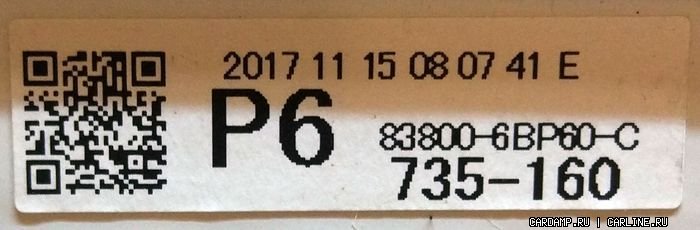 2017 11 15 08 07 41 E
P6
83800-6BP60-C
735-160
CARDAMP.RU | CARLINE.RU